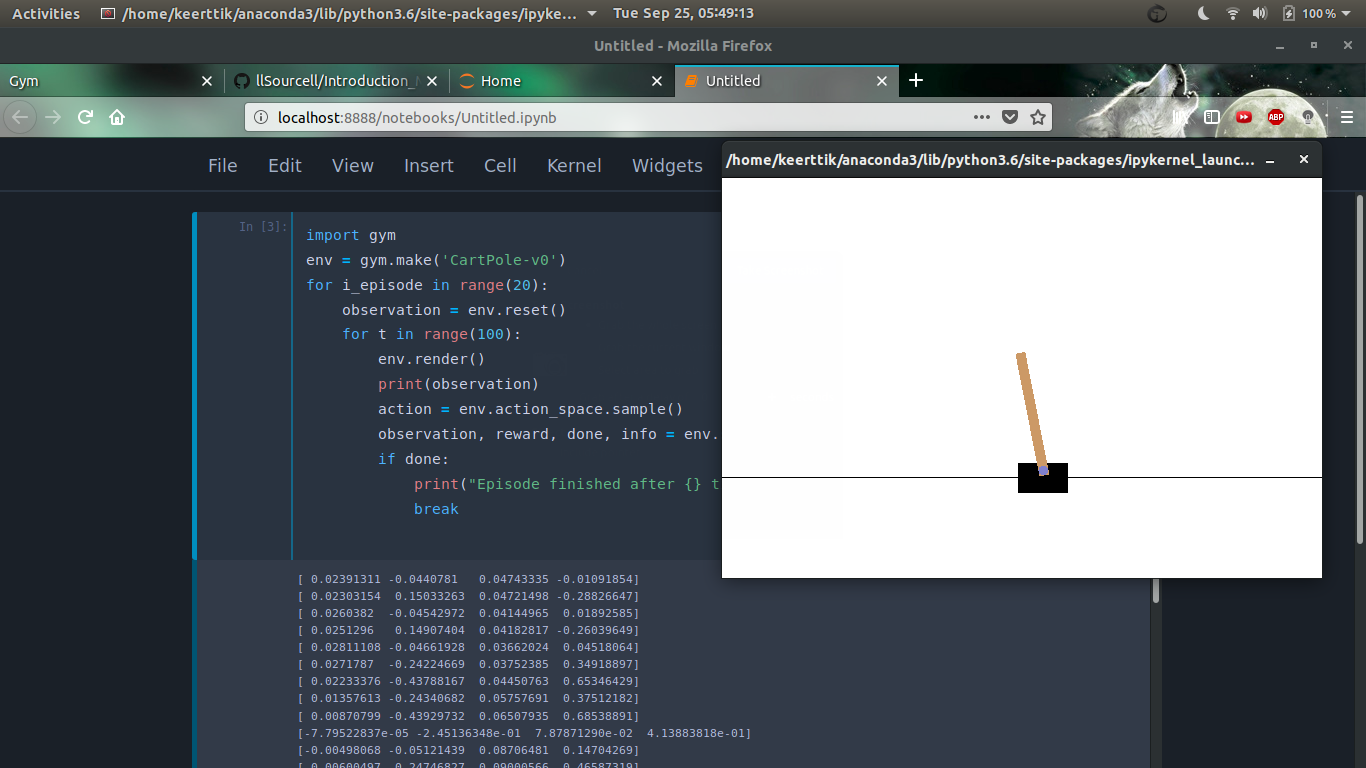 Activities /home/keerttik/anaconda3/lib/python3.6/site-packages/ipyke… Tue Sep 25, 05:49:13 100 %
Untitled - Mozilla Firefox
Gym llSourcell/Introduction_ Home Untitled
localhost:8888/notebooks/Untitled.ipynb ABP
File Edit View Insert Cell Kernel Widgets
/home/keerttik/anaconda3/lib/python3.6/site-packages/ipykernel_launc...
In [3]:
import gym
env = gym.make('CartPole-v0')
for i_episode in range(20):
    observation = env.reset()
    for t in range(100):
        env.render()
        print(observation)
        action = env.action_space.sample()
        observation, reward, done, info = env.
        if done:
            print("Episode finished after {} t
            break
[ 0.02391311 -0.0440781   0.04743335 -0.01091854]
[ 0.02303154  0.15033263  0.04721498 -0.28826647]
[ 0.0260382  -0.04542972  0.04144965  0.01892585]
[ 0.0251296   0.14907404  0.04182817 -0.26039649]
[ 0.02811108 -0.04661928  0.03662024  0.04518064]
[ 0.0271787  -0.24224669  0.03752385  0.34918897]
[ 0.02233376 -0.43788167  0.04450763  0.65346429]
[ 0.01357613 -0.24340682  0.05757691  0.37512182]
[ 0.00870799 -0.43929732  0.06507935  0.68538891]
[-7.79522837e-05 -2.45136348e-01  7.87871290e-02  4.13883818e-01]
[-0.00498068 -0.05121439  0.08706481  0.14704269]
[-0.00600497  0.24746827  0.09000566  0.46587319]